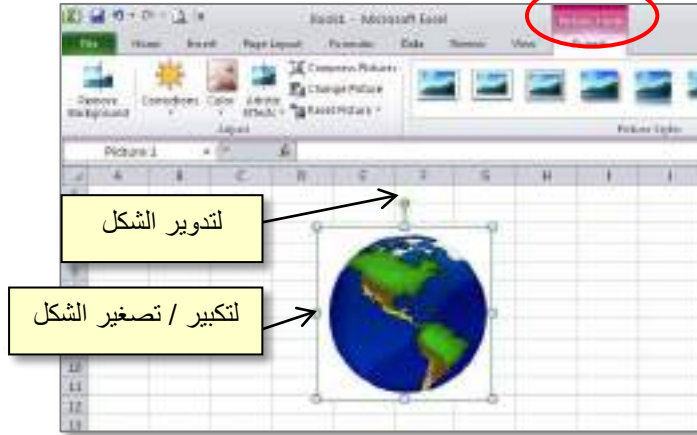 Book1 - Microsoft Excel
Picture Tools
File Home Insert Page Layout Formulas Data Review View Format
Remove Background
Corrections Color Artistic Effects
Compress Pictures
Change Picture
Reset Picture
Adjust
Picture Styles
Picture 1
A B C D E F G H I J
لتدوير الشكل
لتكبير / تصغير الشكل
10
11
12
13